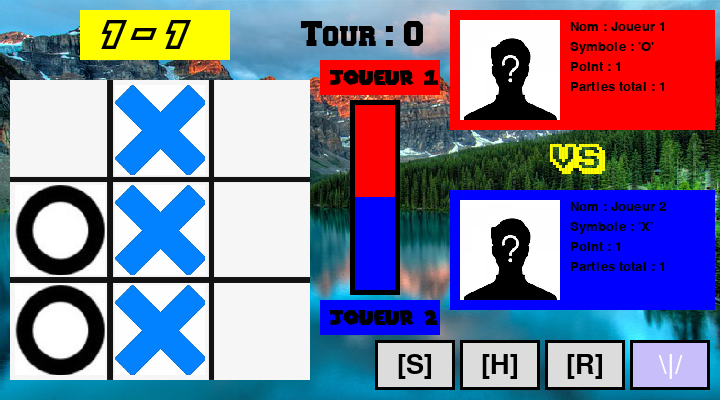 1 - 1
Tour : 0
Joueur 1
Nom : Joueur 1
Symbole : 'O'
Point : 1
Parties total : 1
VS
Nom : Joueur 2
Symbole : 'X'
Point : 1
Parties total : 1
Joueur 2
[S] [H] [R] \|/